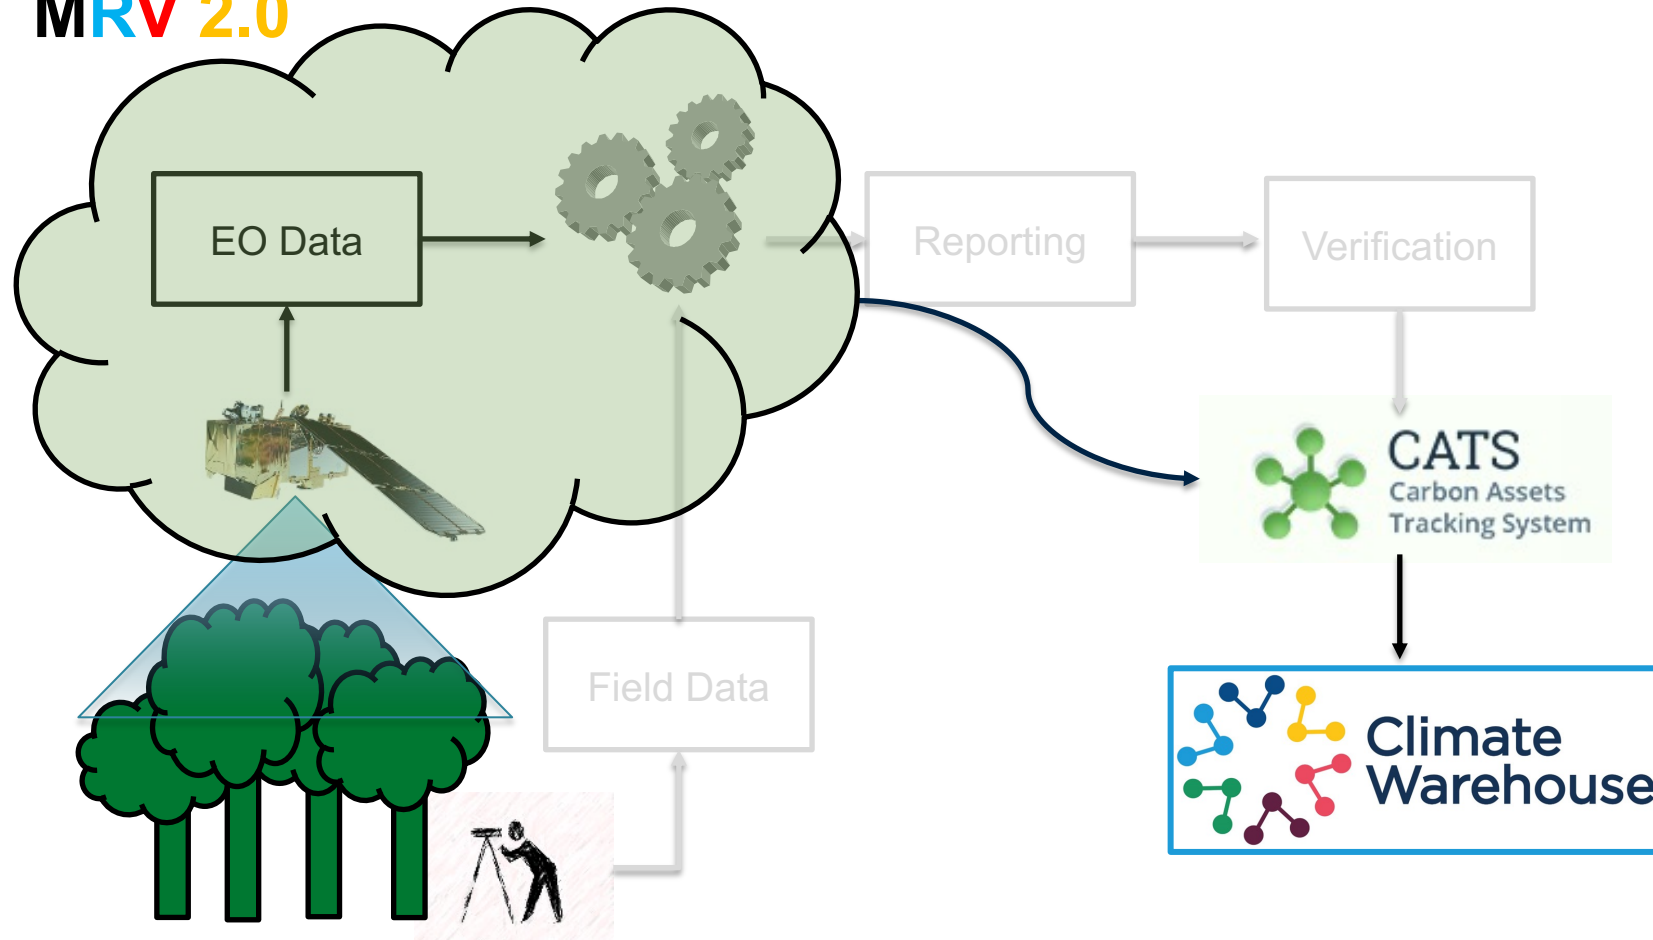 MRV 2.0
EO Data
Reporting
Verification
CATS
Carbon Assets
Tracking System
Field Data
Climate
Warehouse